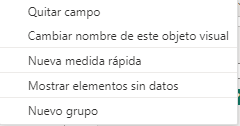 Quitar campo
Cambiar nombre de este objeto visual
Nueva medida rápida
Mostrar elementos sin datos
Nuevo grupo